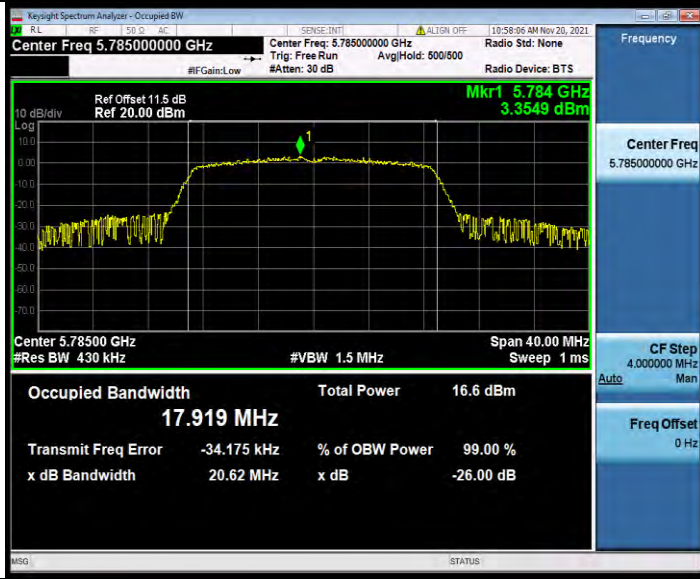 Keysight Spectrum Analyzer - Occupied BW
RL RF 50 Ω AC SENSE:INT ALIGN OFF 10:58:06 AM Nov 20, 2021
Center Freq 5.785000000 GHz
Center Freq: 5.785000000 GHz Radio Std: None
Trig: Free Run Avg|Hold: 500/500
#IFGain:Low #Atten: 30 dB Radio Device: BTS
Frequency
Ref Offset 11.5 dB Mkr1 5.784 GHz
10 dB/div Ref 20.00 dBm 3.3549 dBm
Log
10.0
0.00
-10.0
-20.0
-30.0
-40.0
-50.0
-60.0
-70.0
1
Center 5.78500 GHz Span 40.00 MHz
#Res BW 430 kHz #VBW 1.5 MHz Sweep 1 ms
Occupied Bandwidth Total Power 16.6 dBm
17.919 MHz
Transmit Freq Error -34.175 kHz % of OBW Power 99.00 %
x dB Bandwidth 20.62 MHz x dB -26.00 dB
Center Freq
5.785000000 GHz
CF Step
4.000000 MHz
Auto Man
Freq Offset
0 Hz
MSG STATUS